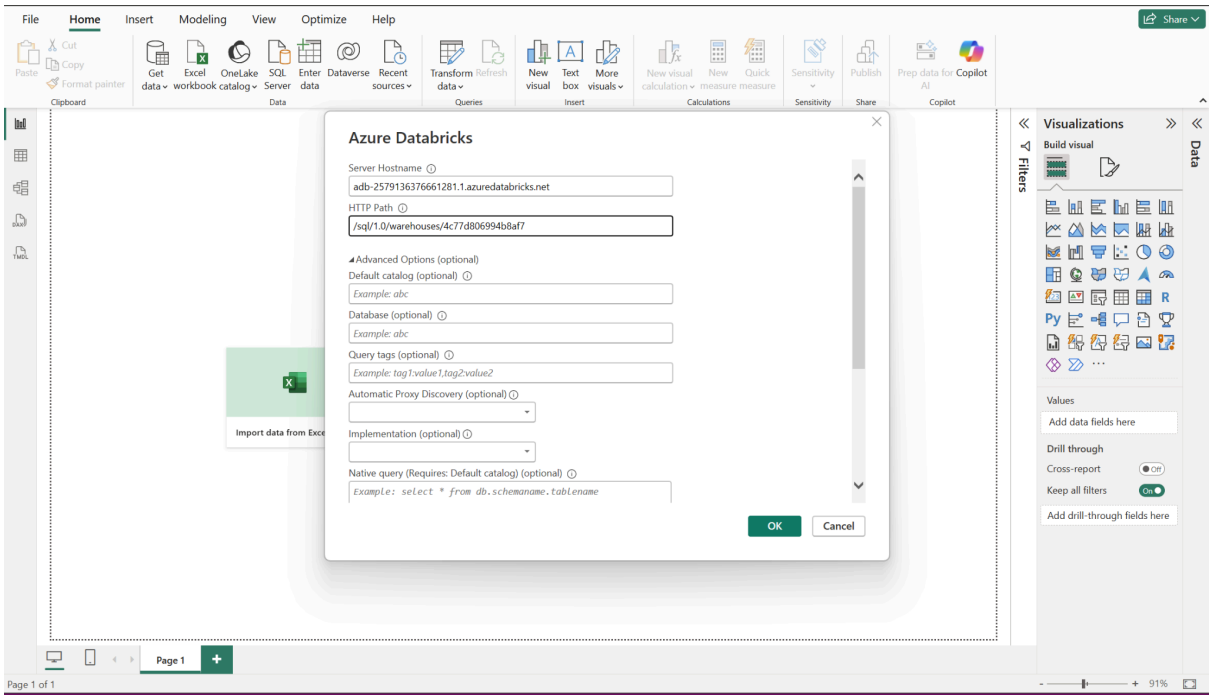 File Home Insert Modeling View Optimize Help
Share
Cut
Copy
Format painter
Paste
Get data
Excel workbook
OneLake catalog
SQL Server
Enter data
Dataverse
Recent sources
Transform data
Refresh
New visual
Text box
More visuals
New visual calculation
New measure
Quick measure
Sensitivity
Publish
Prep data for AI
Copilot
Clipboard Data Queries Insert Calculations Sensitivity Share Copilot
DAX
TMDL
Azure Databricks
Server Hostname
adb-2579136376661281.1.azuredatabricks.net
HTTP Path
/sql/1.0/warehouses/4c77d806994b8af7
Advanced Options (optional)
Default catalog (optional)
Example: abc
Database (optional)
Example: abc
Query tags (optional)
Example: tag1:value1,tag2:value2
Automatic Proxy Discovery (optional)
Implementation (optional)
Native query (Requires: Default catalog) (optional)
Example: select * from db.schemaname.tablename
OK Cancel
Import data from Exce
Filters
Visualizations
Build visual
R
Py
123
Values
Add data fields here
Drill through
Cross-report Off
Keep all filters On
Add drill-through fields here
Data
Page 1
Page 1 of 1
- + 91%